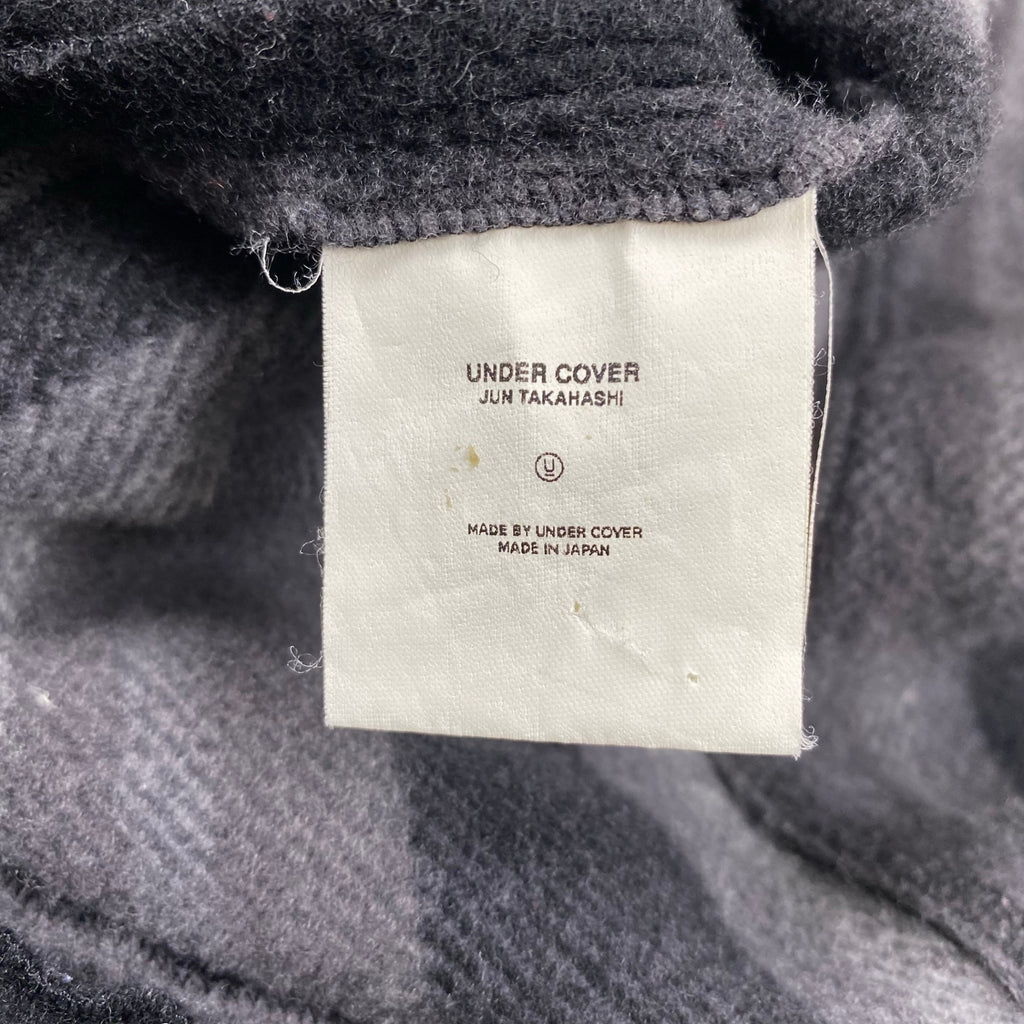 UNDER COVER
JUN TAKAHASHI
U
MADE BY UNDER COVER
MADE IN JAPAN